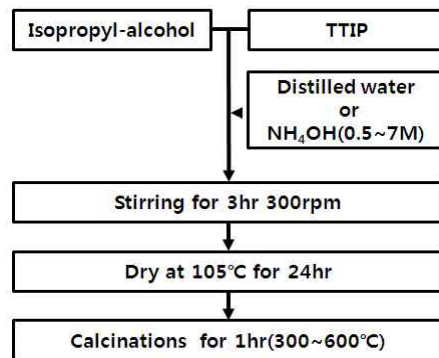 Isopropyl-alcohol
TTIP
Distilled water
or
NH₄OH(0.5~7M)
Stirring for 3hr 300rpm
Dry at 105℃ for 24hr
Calcinations for 1hr(300~600℃)